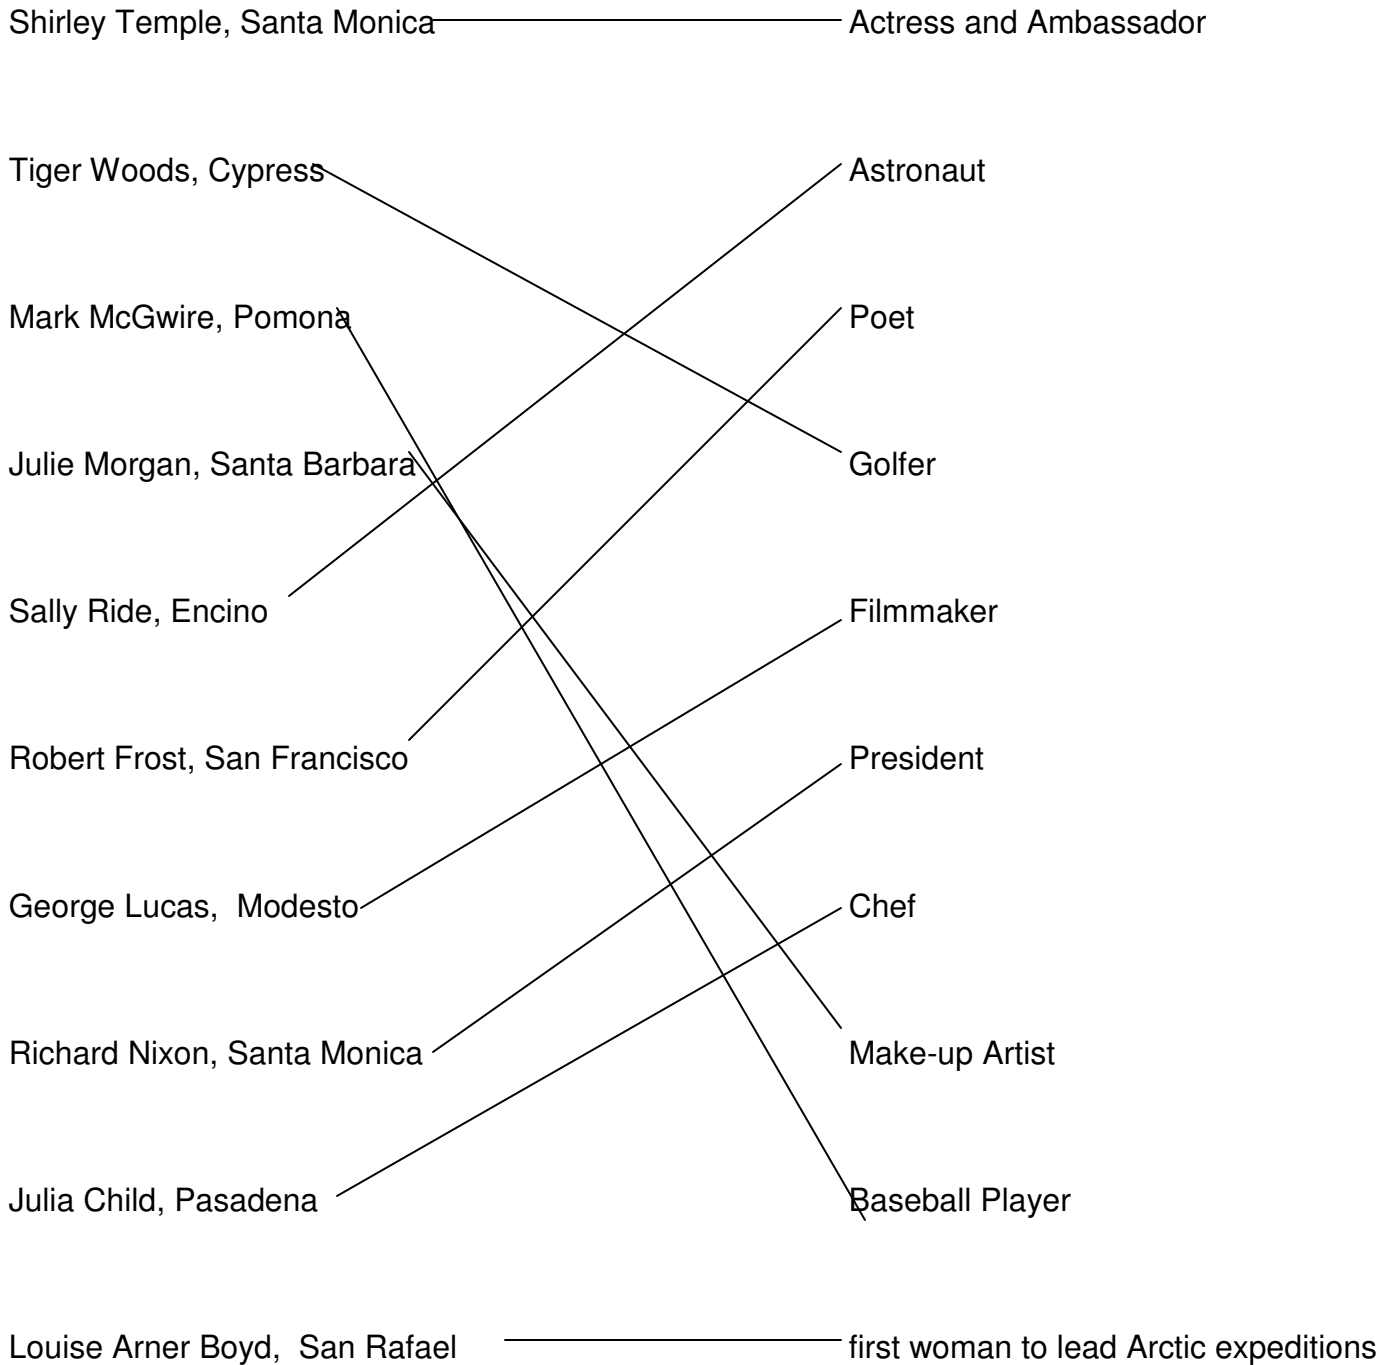 Shirley Temple, Santa Monica Actress and Ambassador
Tiger Woods, Cypress Astronaut
Mark McGwire, Pomona Poet
Julie Morgan, Santa Barbara Golfer
Sally Ride, Encino Filmmaker
Robert Frost, San Francisco President
George Lucas,  Modesto Chef
Richard Nixon, Santa Monica Make-up Artist
Julia Child, Pasadena Baseball Player
Louise Arner Boyd,  San Rafael first woman to lead Arctic expeditions